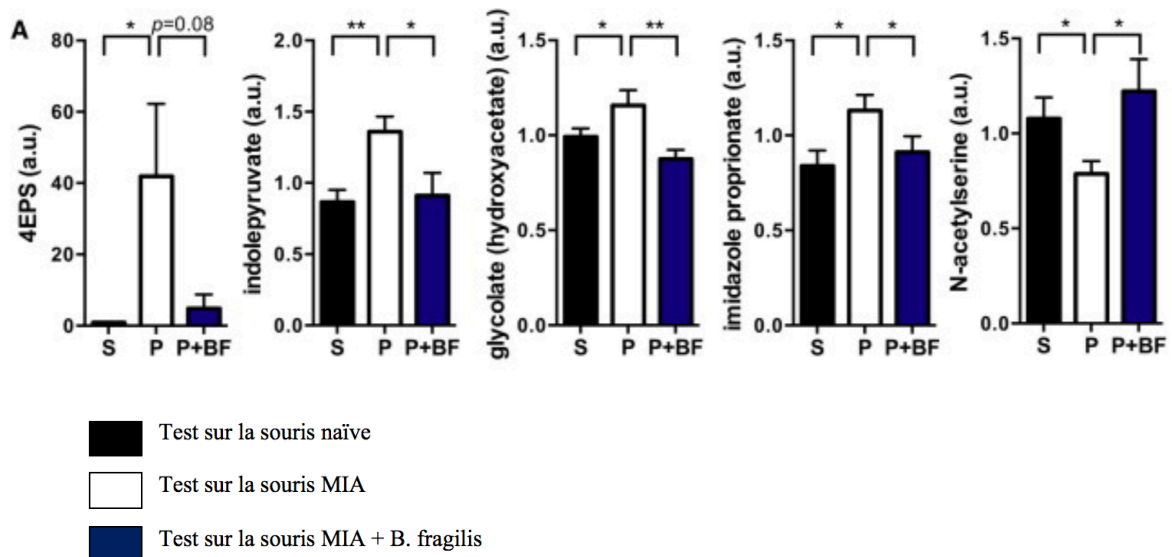 A
* p=0.08
80
60
40
20
0
4EPS (a.u.)
S P P+BF
** *
2.0
1.5
1.0
0.5
0.0
indolepyruvate (a.u.)
S P P+BF
* **
1.5
1.0
0.5
0.0
glycolate (hydroxyacetate) (a.u.)
S P P+BF
* *
1.5
1.0
0.5
0.0
imidazole proprionate (a.u.)
S P P+BF
* *
1.5
1.0
0.5
0.0
N-acetylserine (a.u.)
S P P+BF
Test sur la souris naïve
Test sur la souris MIA
Test sur la souris MIA + B. fragilis